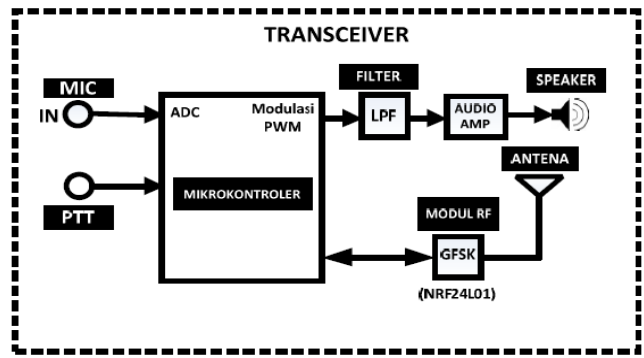 TRANSCEIVER
MIC
IN
PTT
ADC
Modulasi
PWM
MIKROKONTROLER
FILTER
LPF
AUDIO
AMP
SPEAKER
ANTENA
MODUL RF
GFSK
(NRF24L01)